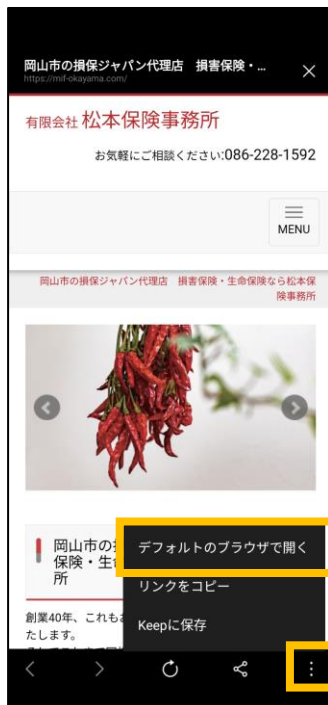 岡山市の損保ジャパン代理店　損害保険・...
https://mif-okayama.com/
有限会社 松本保険事務所
お気軽にご相談ください:086-228-1592
MENU
岡山市の損保ジャパン代理店　損害保険・生命保険なら松本保
険事務所
岡山市の
保険・生
所
デフォルトのブラウザで開く
リンクをコピー
Keepに保存
創業40年、これも
たします。